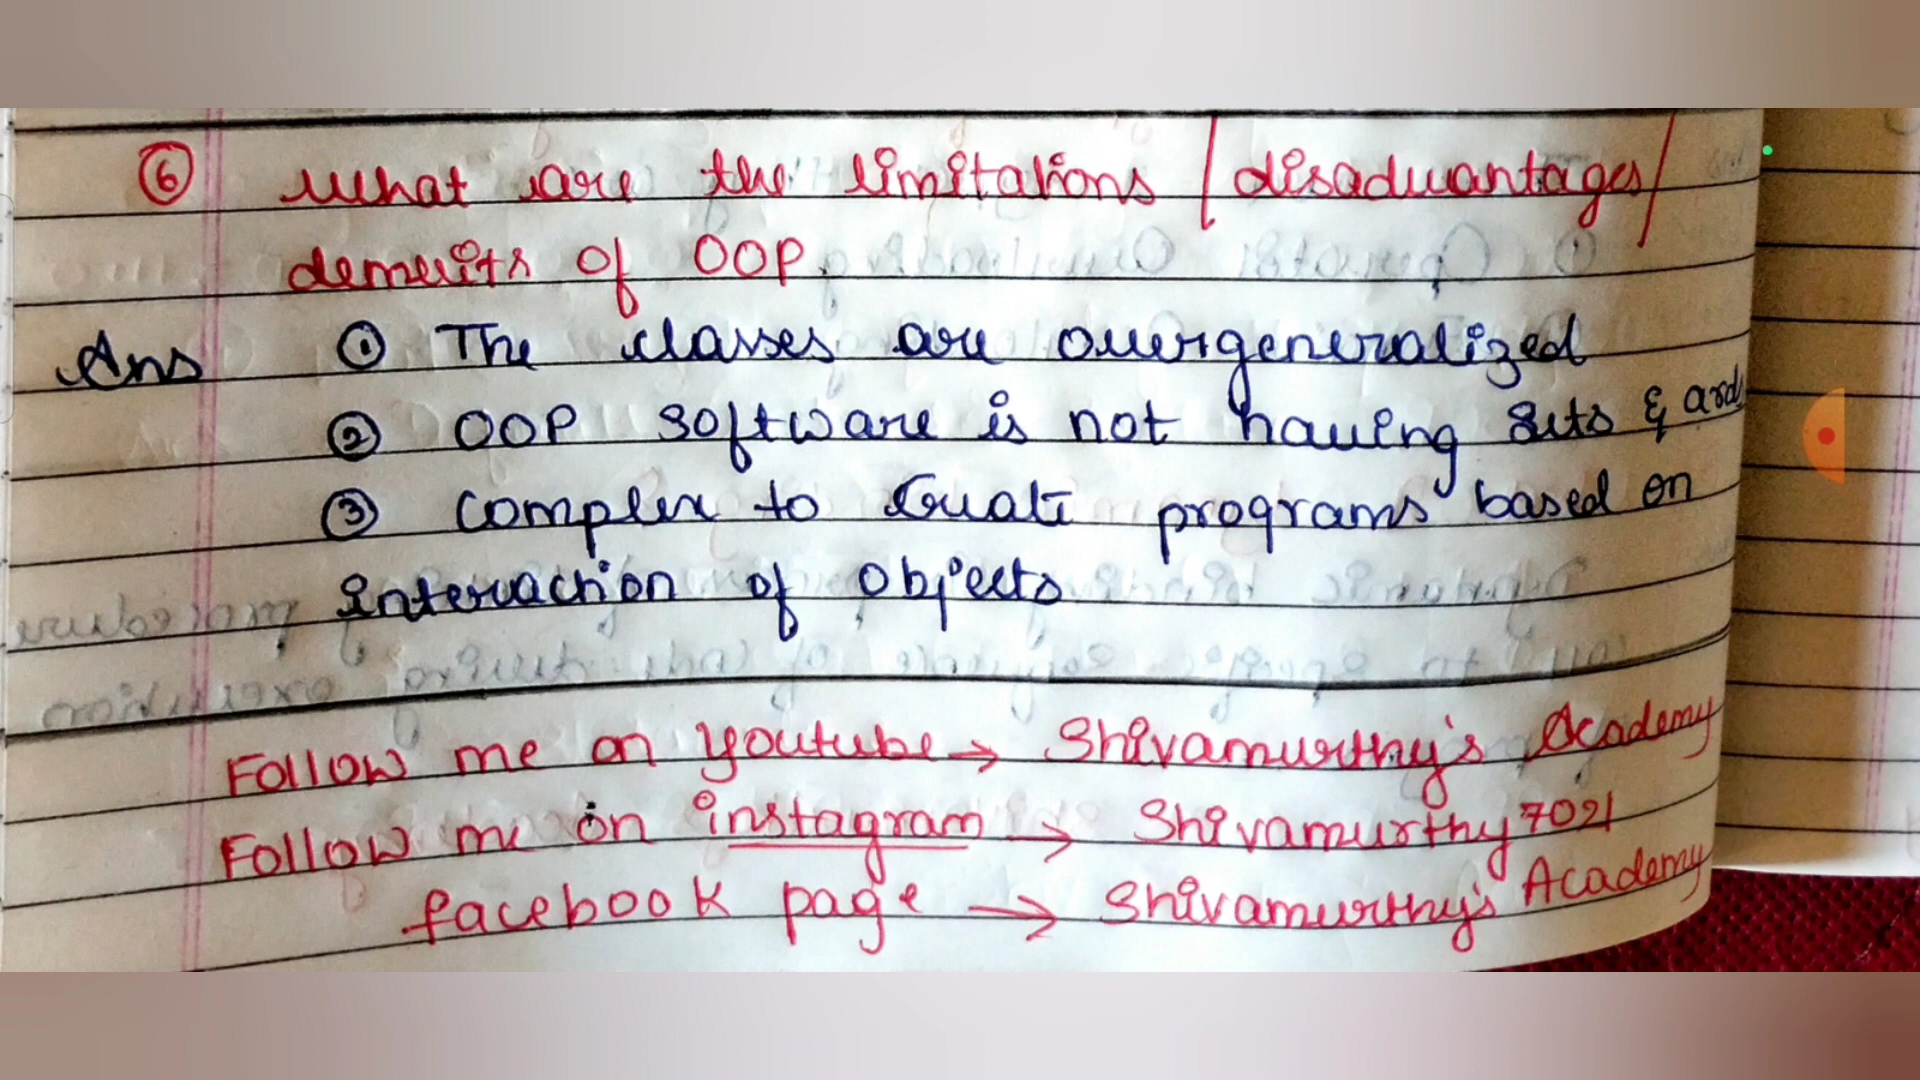 ⑥ What are the limitations / disadvantages /
demerits of OOP.
Ans ① The classes are overgeneralized
② OOP software is not having sets &
③ Complex to create programs based on
interaction of objects
Follow me on youtube → Shivamurthy's Academy
Follow me on instagram → Shivamurthy7021
facebook page → Shivamurthy's Academy